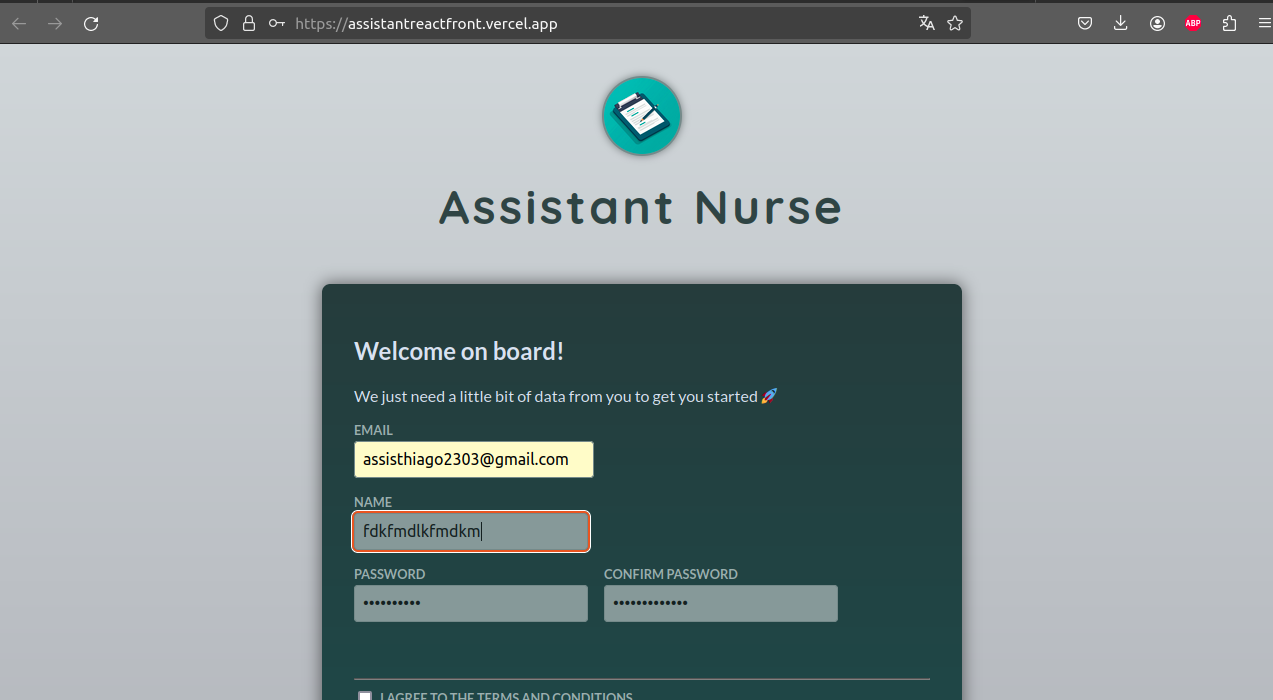 https://assistantreactfront.vercel.app
ABP
Assistant Nurse
Welcome on board!
We just need a little bit of data from you to get you started 🚀
EMAIL
assisthiago2303@gmail.com
NAME
fdkfmdlkfmdkm
PASSWORD CONFIRM PASSWORD
•••••••••• •••••••••••••
I AGREE TO THE TERMS AND CONDITIONS